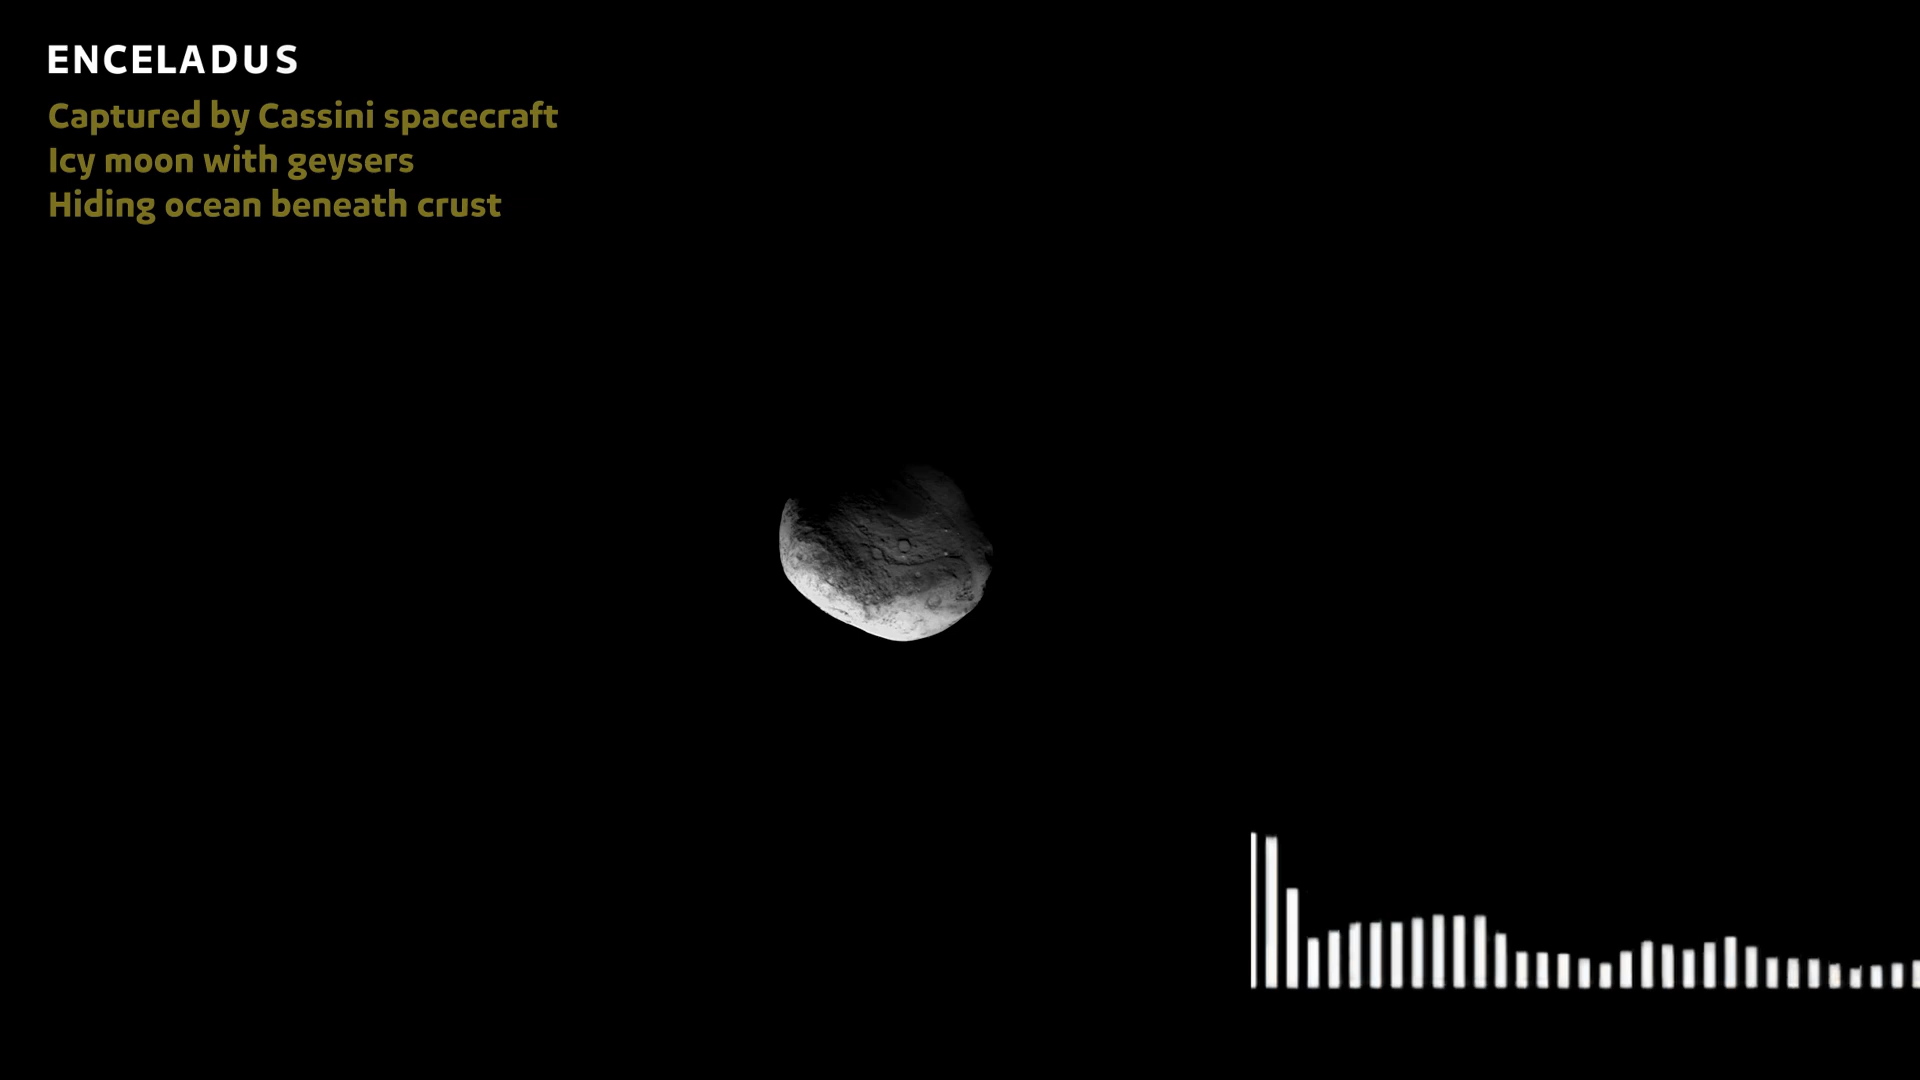 ENCELADUS
Captured by Cassini spacecraft
Icy moon with geysers
Hiding ocean beneath crust